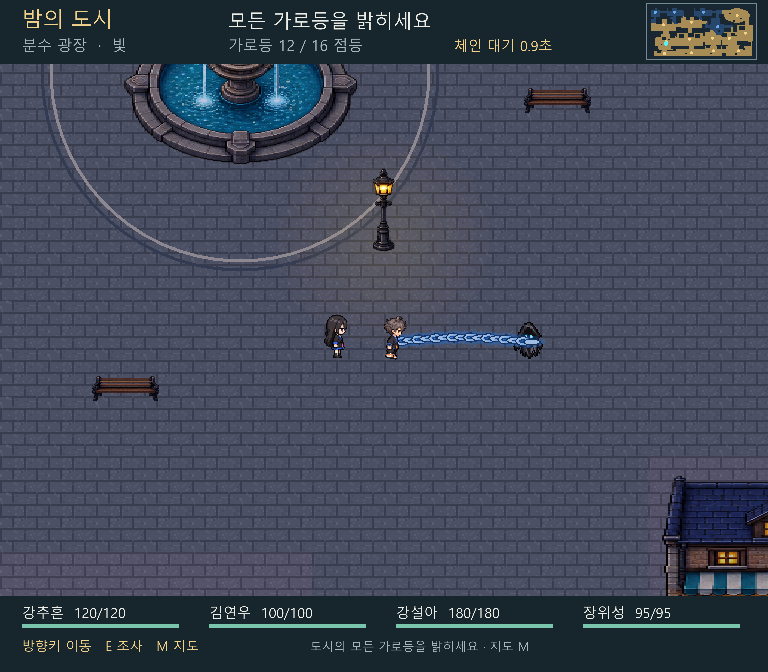 밤의 도시
모든 가로등을 밝히세요
분수 광장 · 빛
가로등 12 / 16 점등
체인 대기 0.9초
강추혼 120/120
김연우 100/100
강설아 180/180
장위성 95/95
방향키 이동 E 조사 M 지도
도시의 모든 가로등을 밝히세요 · 지도 M